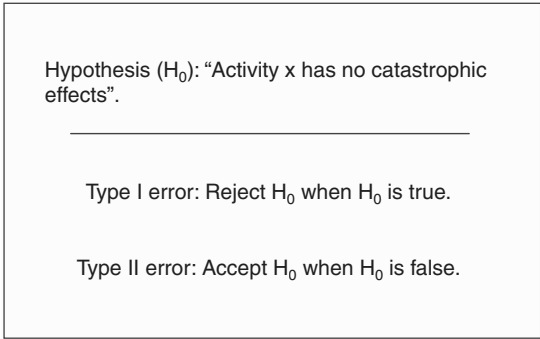 Hypothesis (H₀): “Activity x has no catastrophic
effects”.
Type I error: Reject H₀ when H₀ is true.
Type II error: Accept H₀ when H₀ is false.